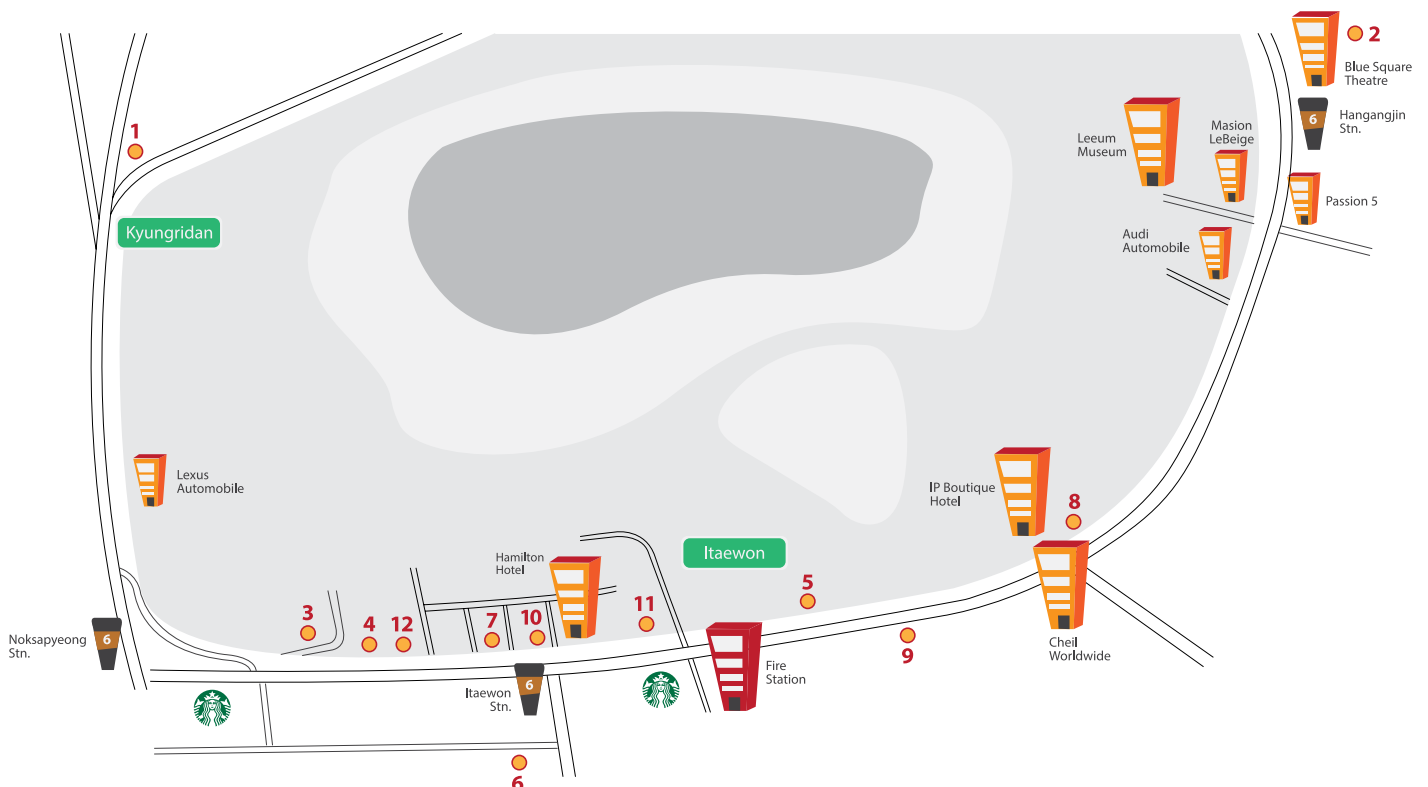 2
Blue Square
Theatre
6
Hangangjin
Stn.
1
Leeum
Museum
Masion
LeBeige
Passion 5
Kyungridan
Audi
Automobile
Lexus
Automobile
IP Boutique
Hotel
8
Itaewon
Hamilton
Hotel
5
3
4
12
7
10
11
Noksapyeong
Stn.
6
9
Cheil
Worldwide
Fire
Station
Itaewon
Stn.
6
6